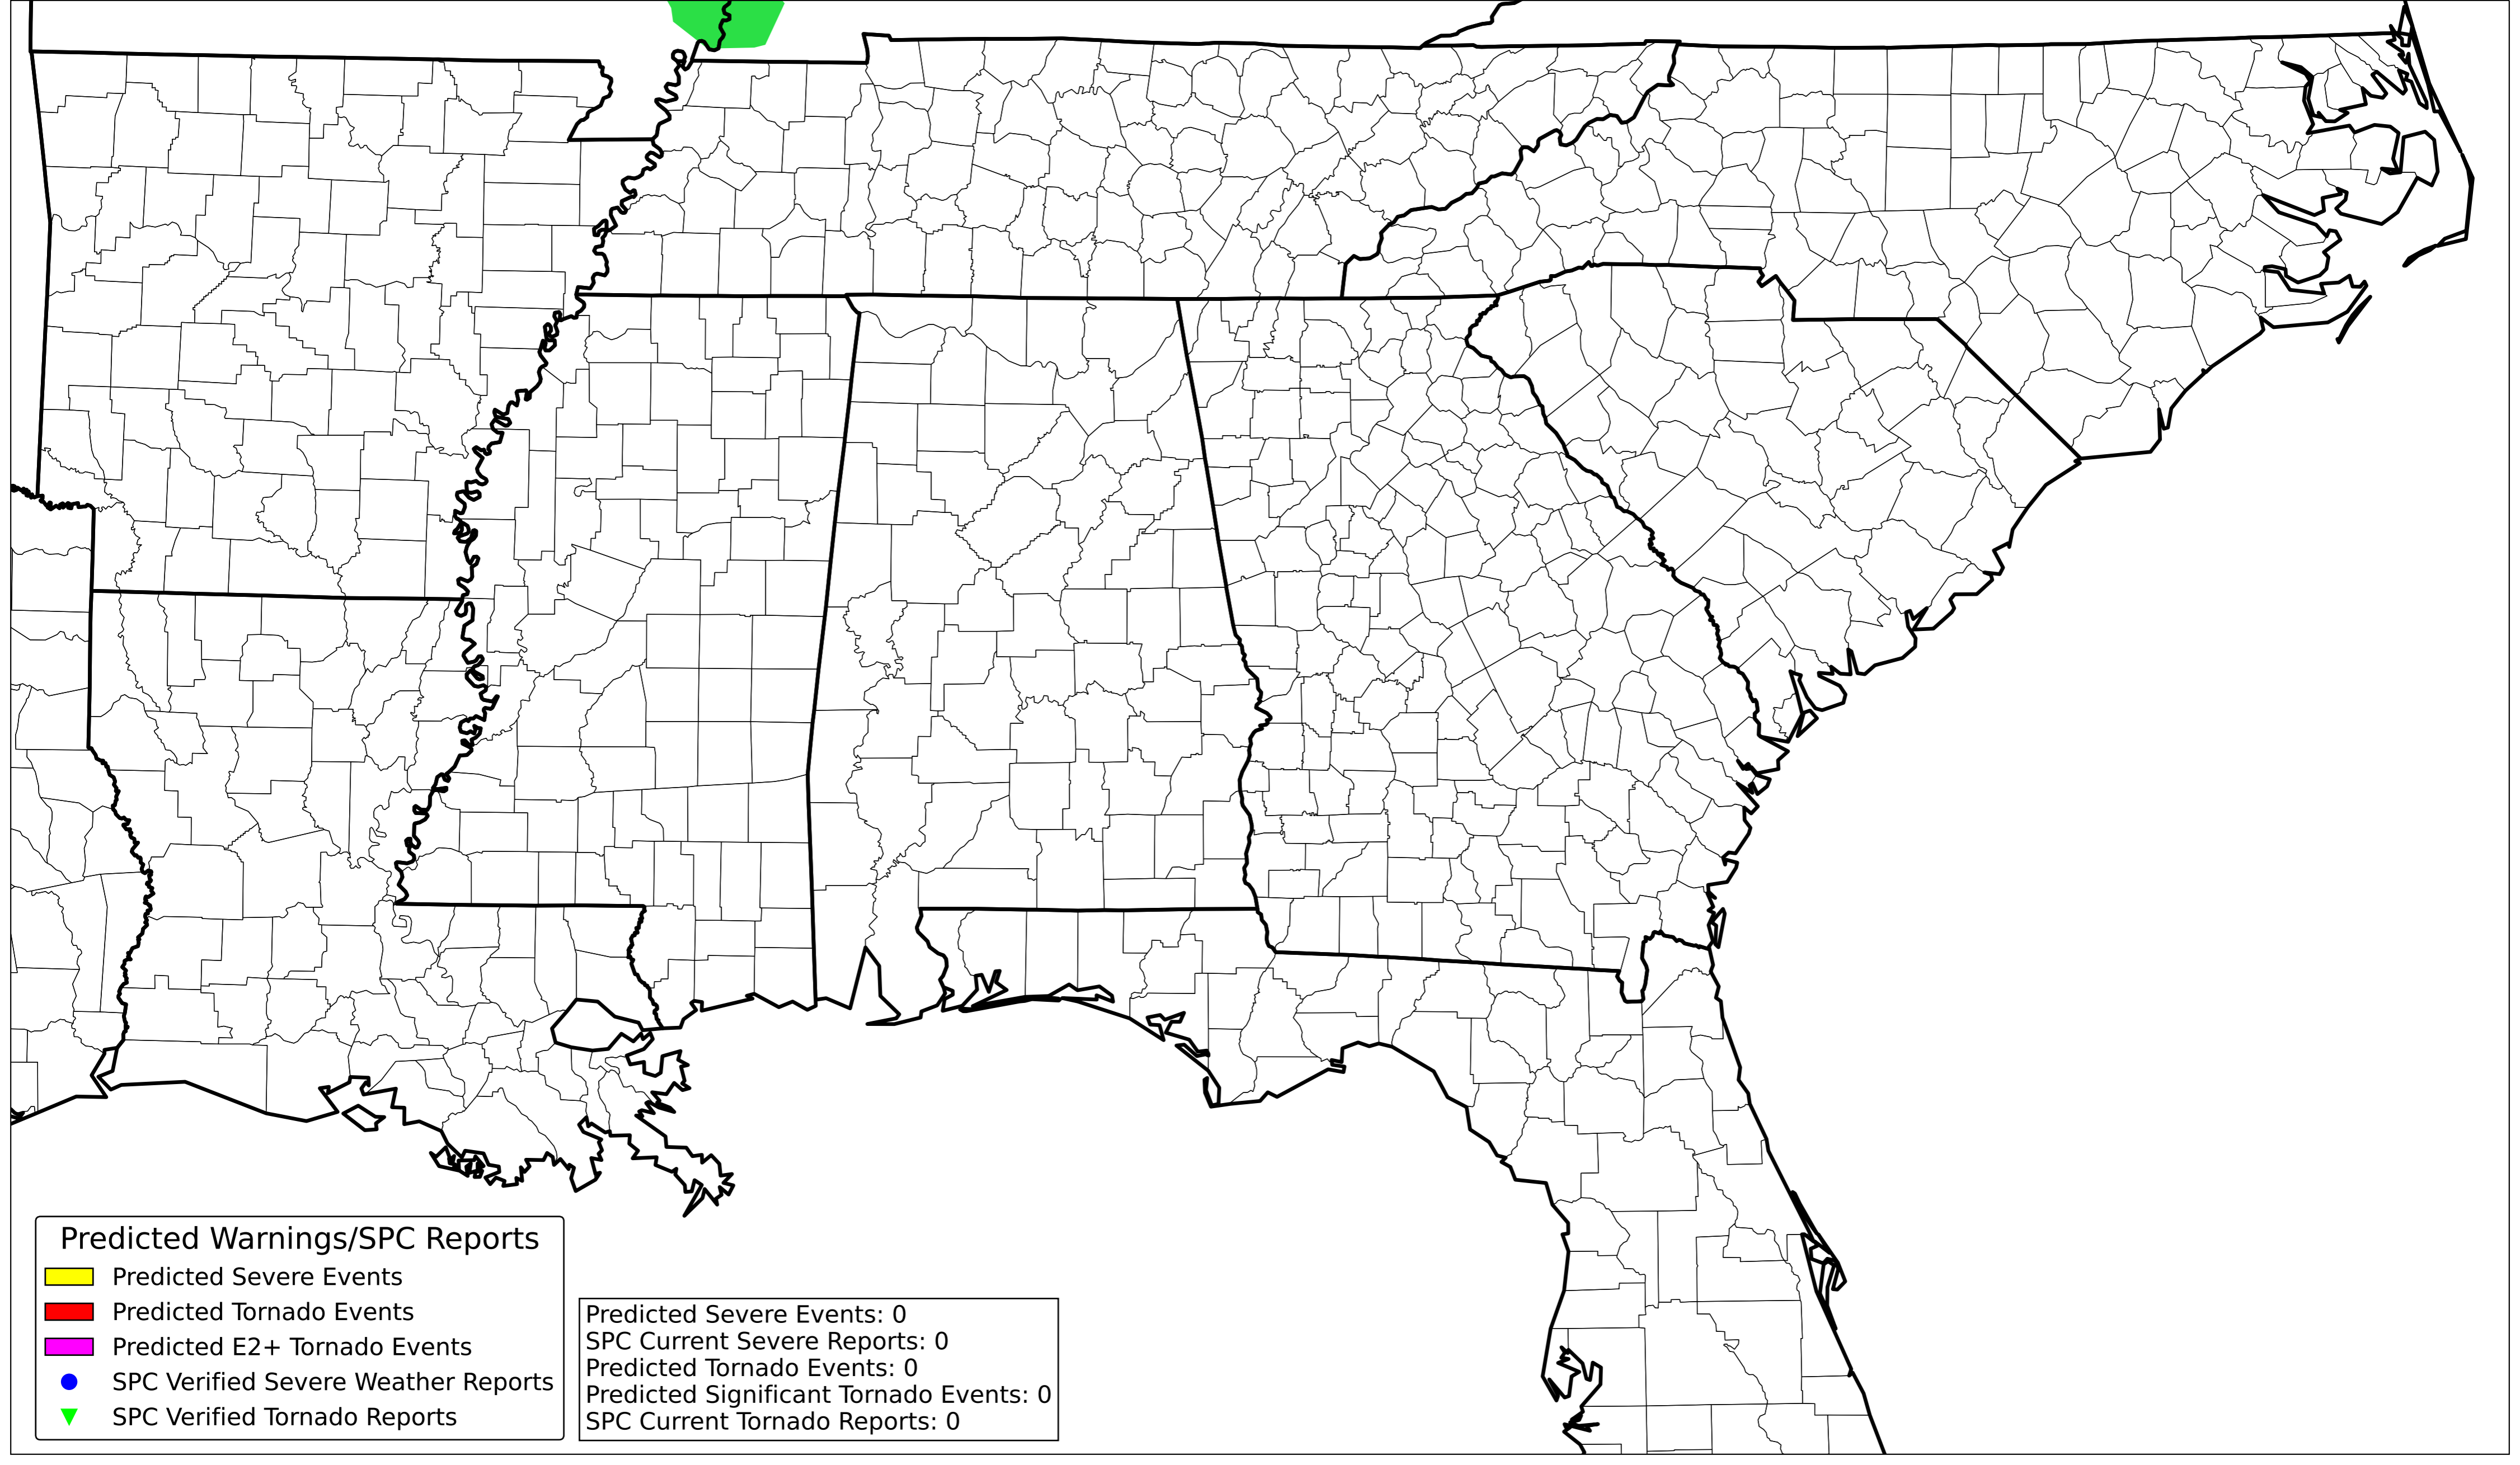 Predicted Warnings/SPC Reports
Predicted Severe Events
Predicted Tornado Events
Predicted E2+ Tornado Events
SPC Verified Severe Weather Reports
SPC Verified Tornado Reports
Predicted Severe Events: 0
SPC Current Severe Reports: 0
Predicted Tornado Events: 0
Predicted Significant Tornado Events: 0
SPC Current Tornado Reports: 0